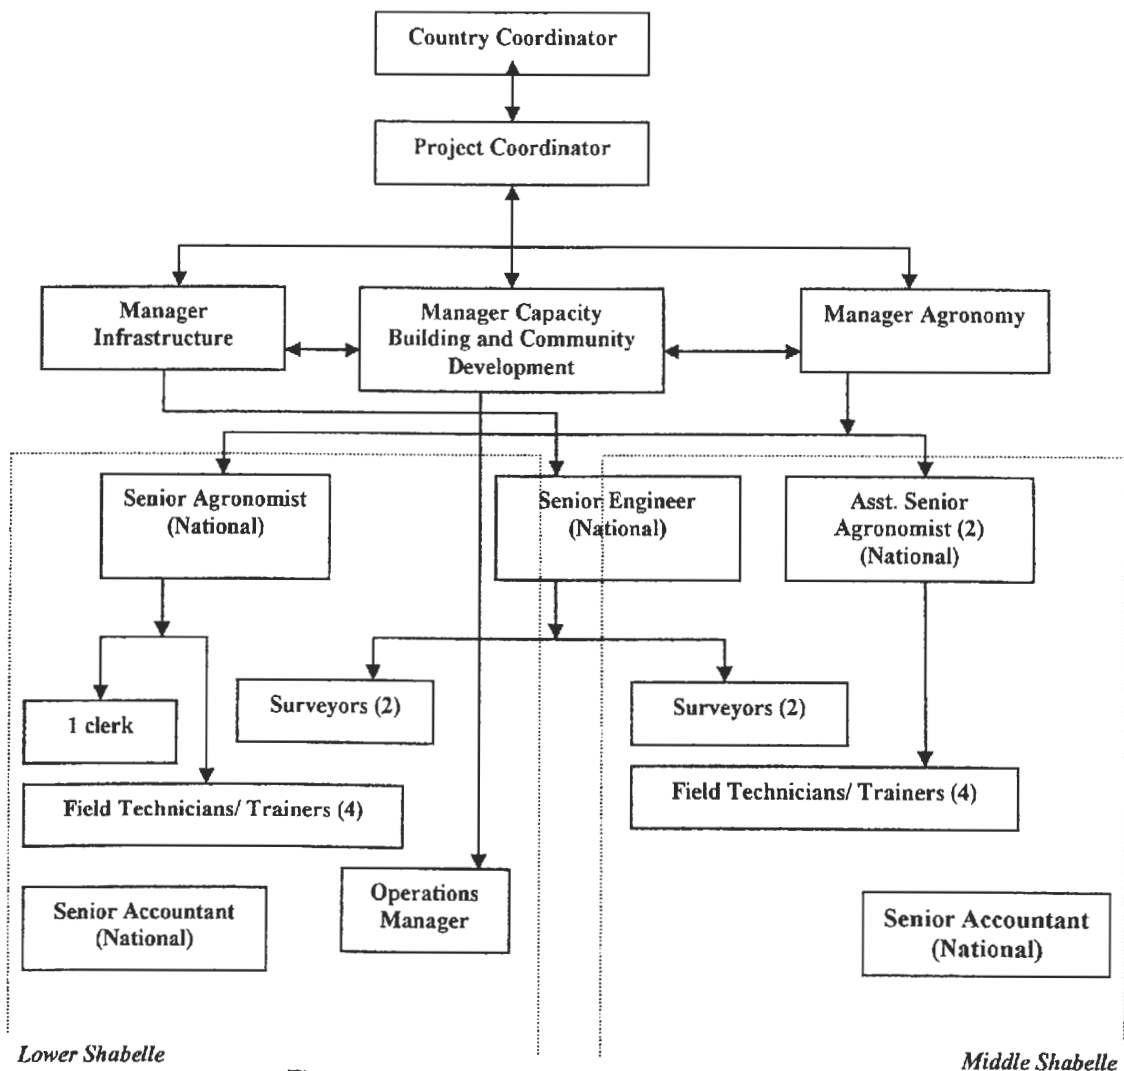 Country Coordinator
Project Coordinator
Manager
Infrastructure
Manager Capacity
Building and Community
Development
Manager Agronomy
Senior Agronomist
(National)
Senior Engineer
(National)
Asst. Senior
Agronomist (2)
(National)
1 clerk
Surveyors (2)
Surveyors (2)
Field Technicians/ Trainers (4)
Field Technicians/ Trainers (4)
Senior Accountant
(National)
Operations
Manager
Senior Accountant
(National)
Lower Shabelle
Middle Shabelle